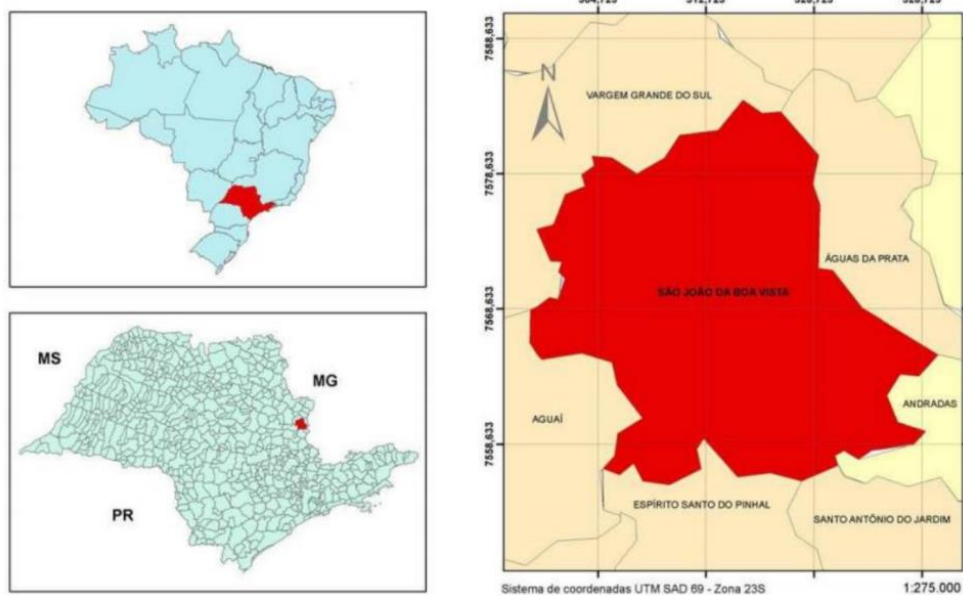 MS
MG
PR
N
VARGEM GRANDE DO SUL
7588,633
7578,633
ÁGUAS DA PRATA
SÃO JOÃO DA BOA VISTA
7568,633
ANDRADAS
AGUAÍ
7558,633
ESPÍRITO SANTO DO PINHAL
SANTO ANTÔNIO DO JARDIM
Sistema de coordenadas UTM SAD 69 - Zona 23S
1:275.000